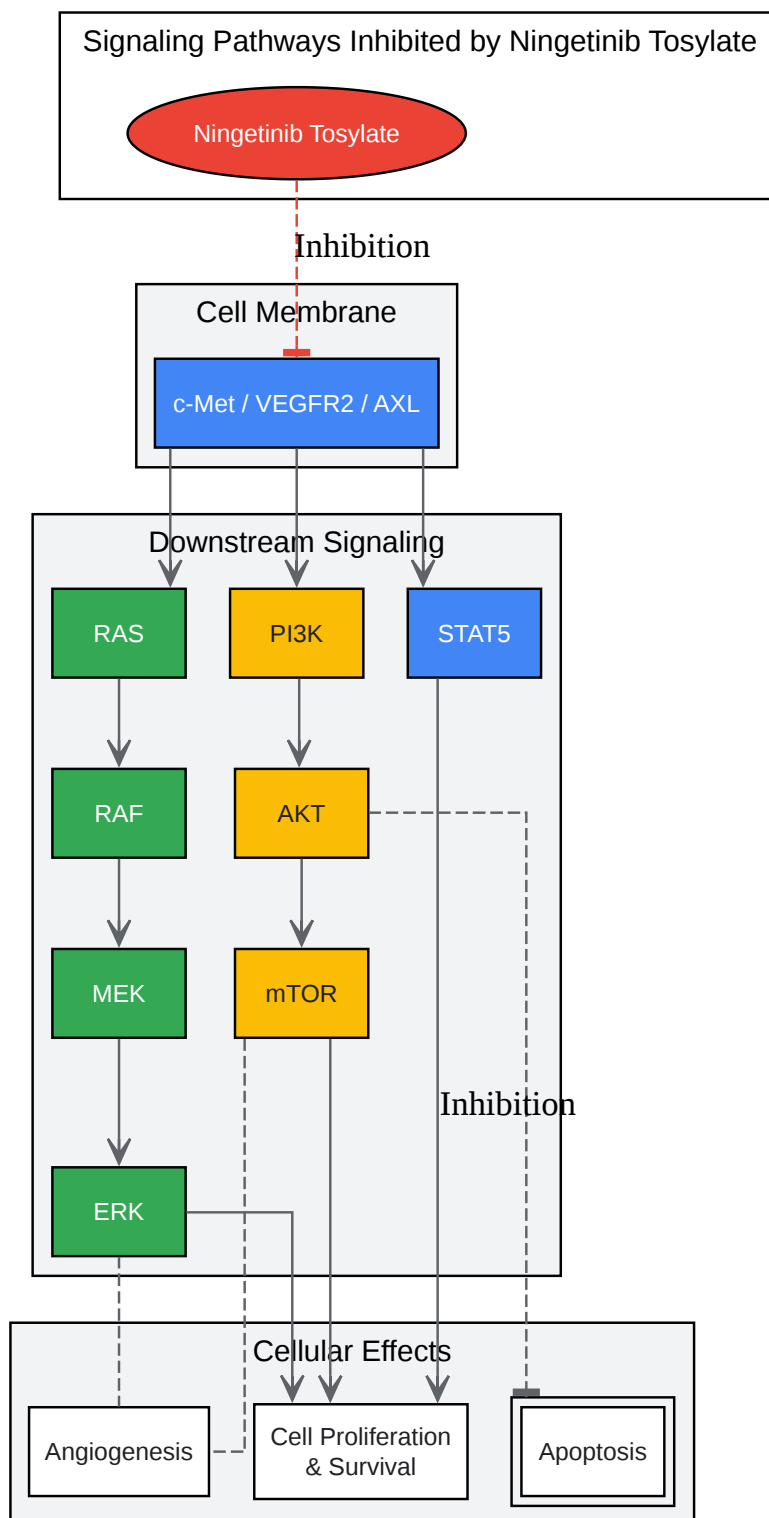 Signaling Pathways Inhibited by Ningetinib Tosylate
Ningetinib Tosylate
Inhibition
Cell Membrane
c-Met / VEGFR2 / AXL
Downstream Signaling
RAS
PI3K
STAT5
RAF
AKT
MEK
mTOR
Inhibition
ERK
Cellular Effects
Angiogenesis
Cell Proliferation
& Survival
Apoptosis